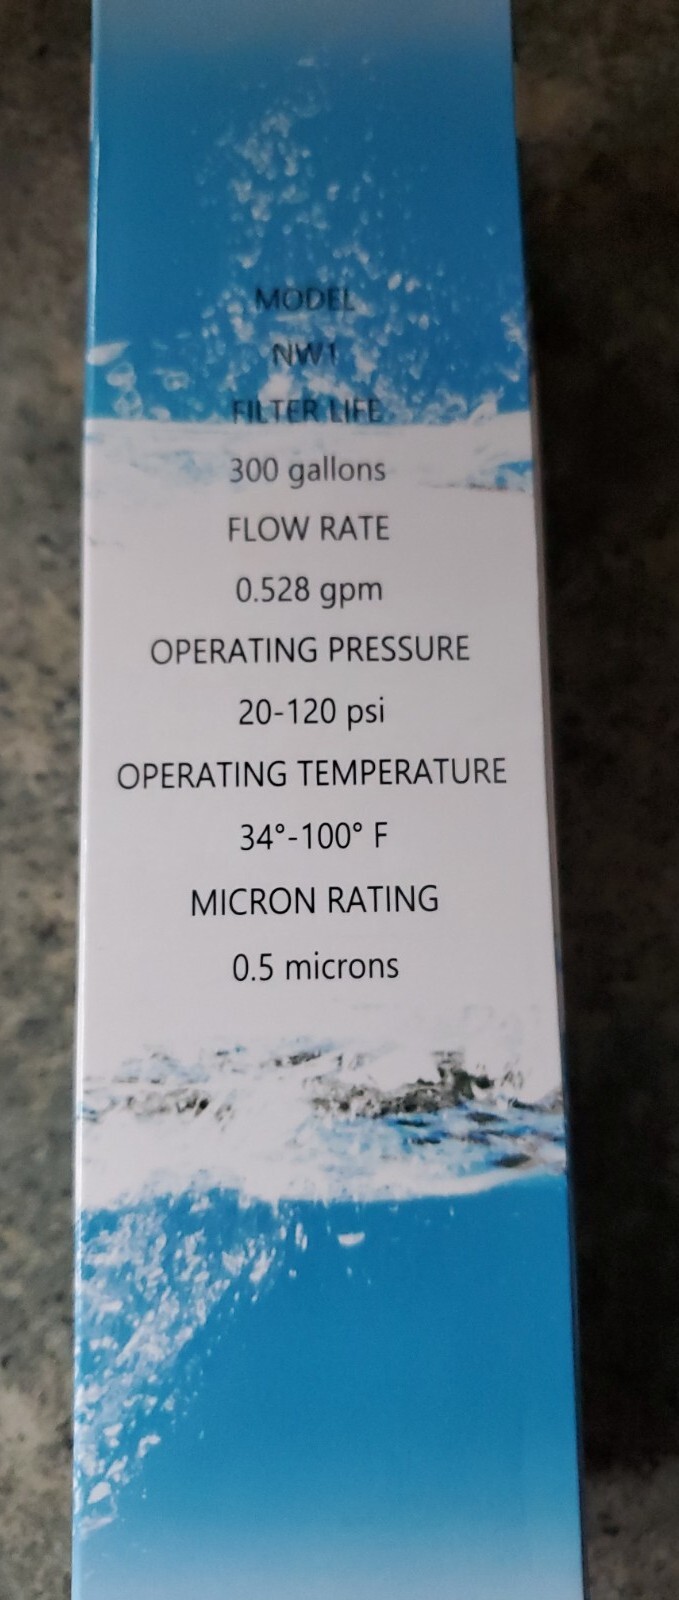 MODEL
NW1
FILTER LIFE
300 gallons
FLOW RATE
0.528 gpm
OPERATING PRESSURE
20-120 psi
OPERATING TEMPERATURE
34°-100° F
MICRON RATING
0.5 microns